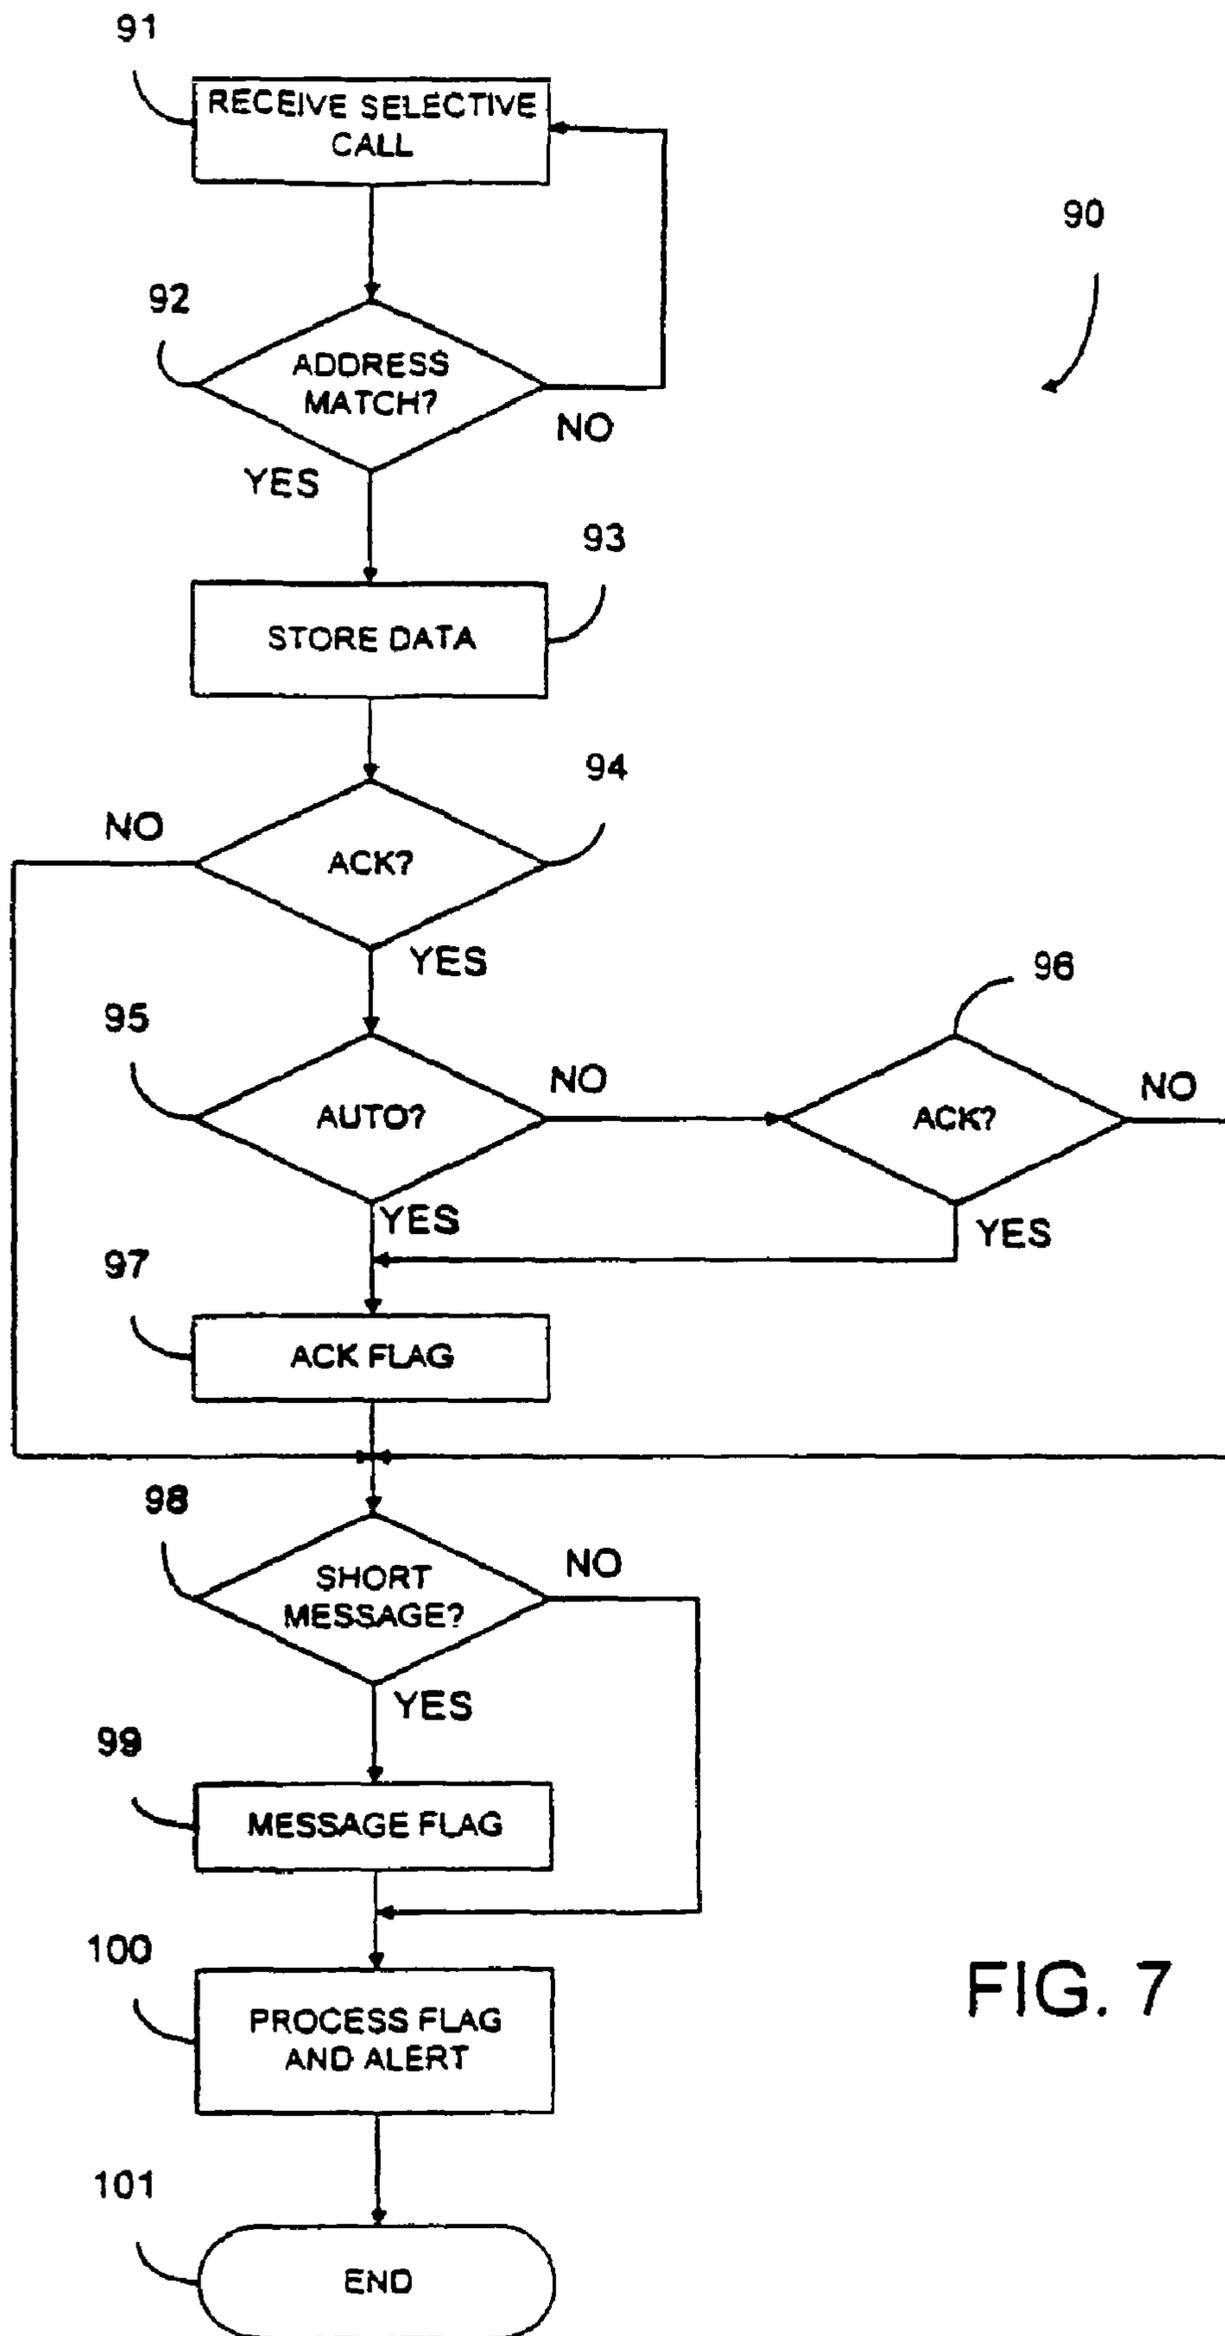 91
RECEIVE SELECTIVE
CALL
90
92
ADDRESS
MATCH?
NO
YES
93
STORE DATA
94
NO
ACK?
YES
96
95
NO
NO
AUTO?
ACK?
YES
YES
97
ACK FLAG
98
NO
SHORT
MESSAGE?
YES
99
MESSAGE FLAG
100
PROCESS FLAG
AND ALERT
FIG. 7
101
END